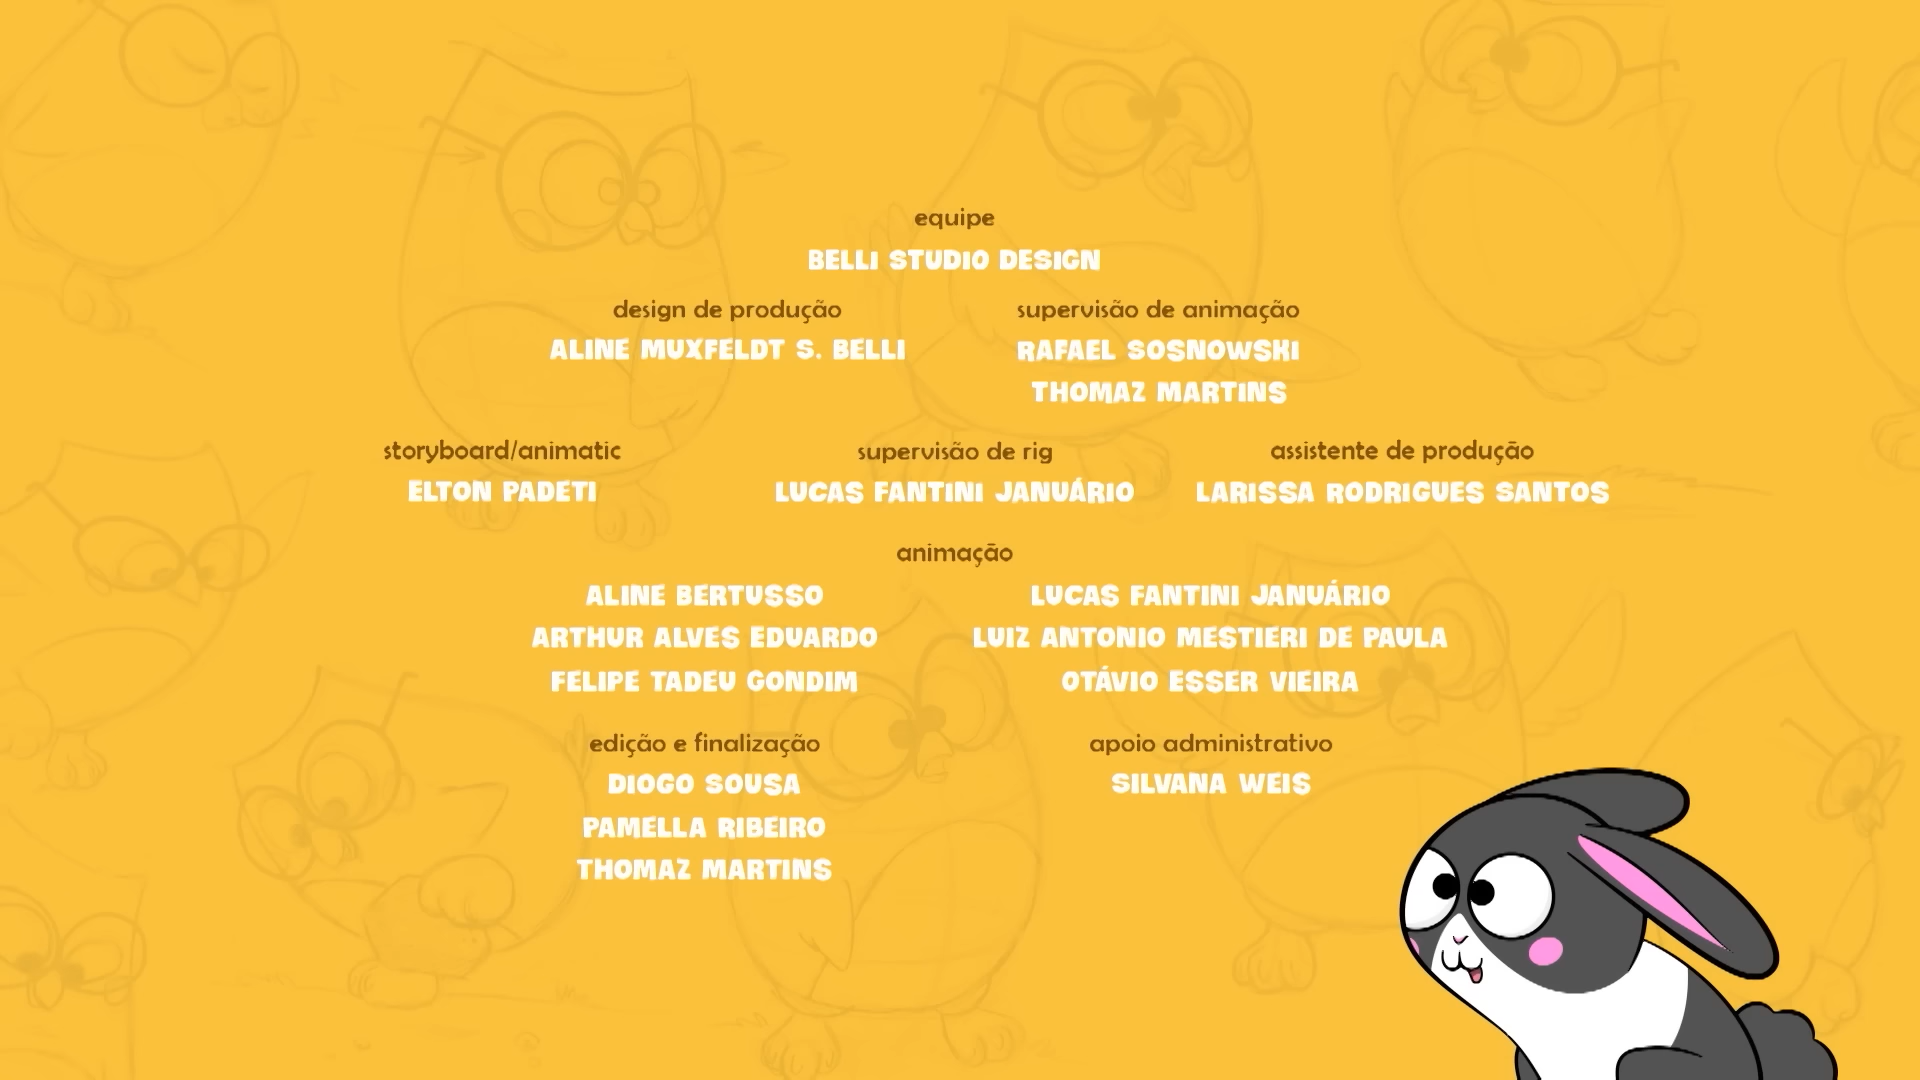 equipe
BELLI STUDIO DESIGN
design de produção
ALINE MUXFELDT S. BELLI
supervisão de animação
RAFAEL SOSNOWSKI
THOMAZ MARTINS
storyboard/animatic
ELTON PADETI
supervisão de rig
LUCAS FANTINI JANUÁRIO
assistente de produção
LARISSA RODRIGUES SANTOS
animação
ALINE BERTUSSO
ARTHUR ALVES EDUARDO
FELIPE TADEU GONDIM
LUCAS FANTINI JANUÁRIO
LUIZ ANTONIO MESTIERI DE PAULA
OTÁVIO ESSER VIEIRA
edição e finalização
DIOGO SOUSA
PAMELLA RIBEIRO
THOMAZ MARTINS
apoio administrativo
SILVANA WEIS